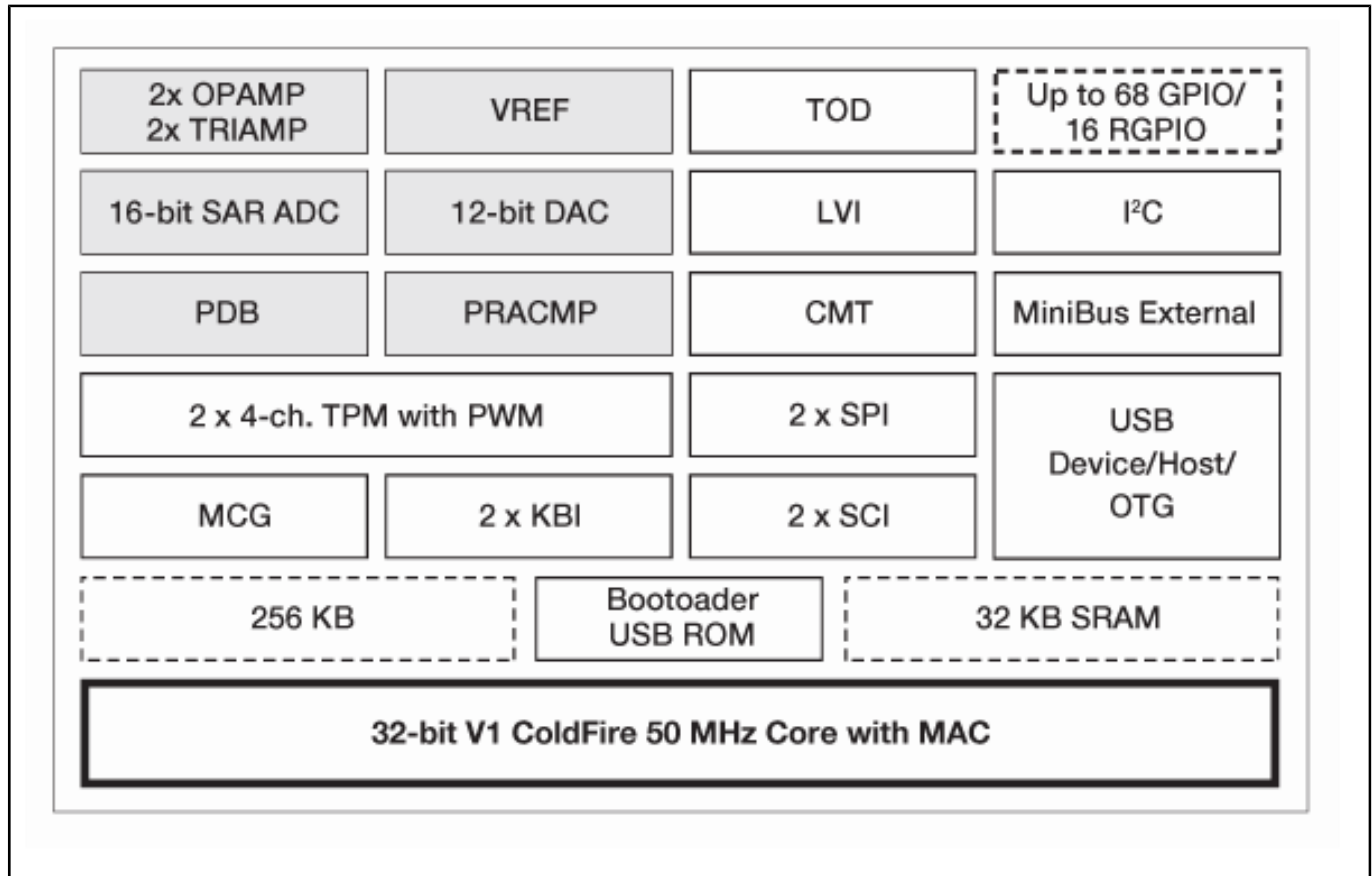 2x OPAMP
2x TRIAMP
VREF
TOD
Up to 68 GPIO/
16 RGPIO
16-bit SAR ADC
12-bit DAC
LVI
I²C
PDB
PRACMP
CMT
MiniBus External
2 x 4-ch. TPM with PWM
2 x SPI
USB
Device/Host/
OTG
MCG
2 x KBI
2 x SCI
256 KB
Bootoader
USB ROM
32 KB SRAM
32-bit V1 ColdFire 50 MHz Core with MAC